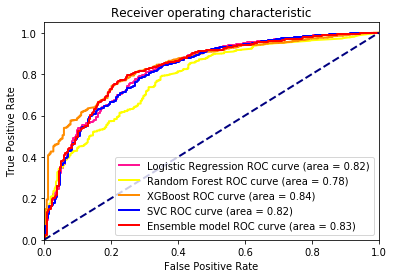 Receiver operating characteristic
1.0
0.8
0.6
0.4
0.2
0.0
True Positive Rate
Logistic Regression ROC curve (area = 0.82)
Random Forest ROC curve (area = 0.78)
XGBoost ROC curve (area = 0.84)
SVC ROC curve (area = 0.82)
Ensemble model ROC curve (area = 0.83)
0.0 0.2 0.4 0.6 0.8 1.0
False Positive Rate